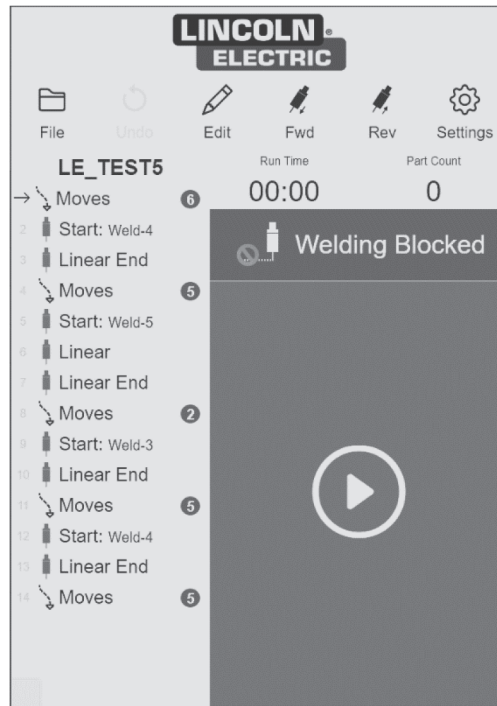 LINCOLN®
ELECTRIC
File Undo Edit Fwd Rev Settings
LE_TEST5
Run Time Part Count
00:00 0
Moves 6
2 Start: Weld-4
3 Linear End
4 Moves 5
5 Start: Weld-5
6 Linear
7 Linear End
8 Moves 2
9 Start: Weld-3
10 Linear End
11 Moves 5
12 Start: Weld-4
13 Linear End
14 Moves 5
Welding Blocked